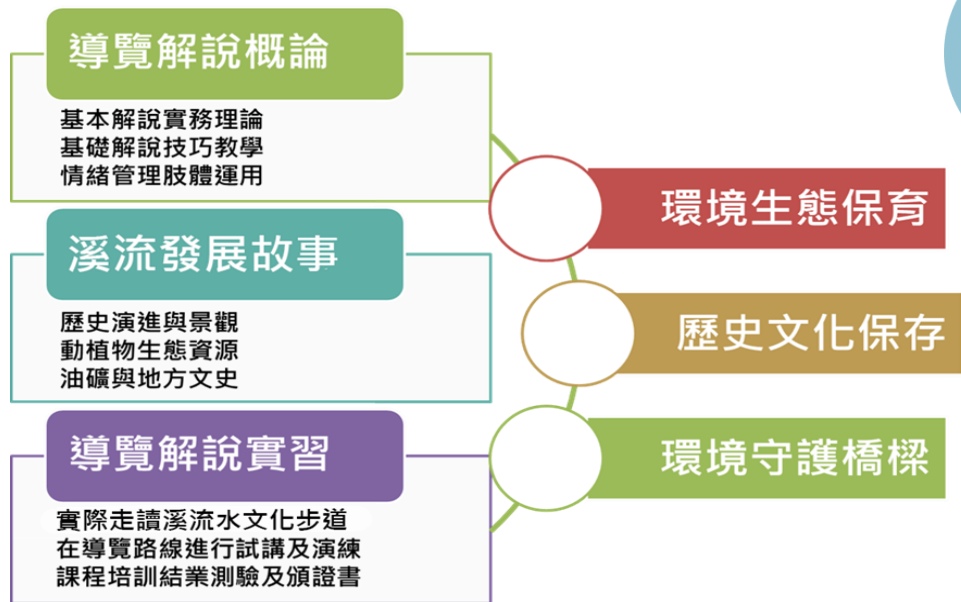 導覽解說概論
基本解說實務理論
基礎解說技巧教學
情緒管理肢體運用
溪流發展故事
歷史演進與景觀
動植物生態資源
油礦與地方文史
導覽解說實習
實際走讀溪流水文化步道
在導覽路線進行試講及演練
課程培訓結業測驗及頒證書
環境生態保育
歷史文化保存
環境守護橋樑